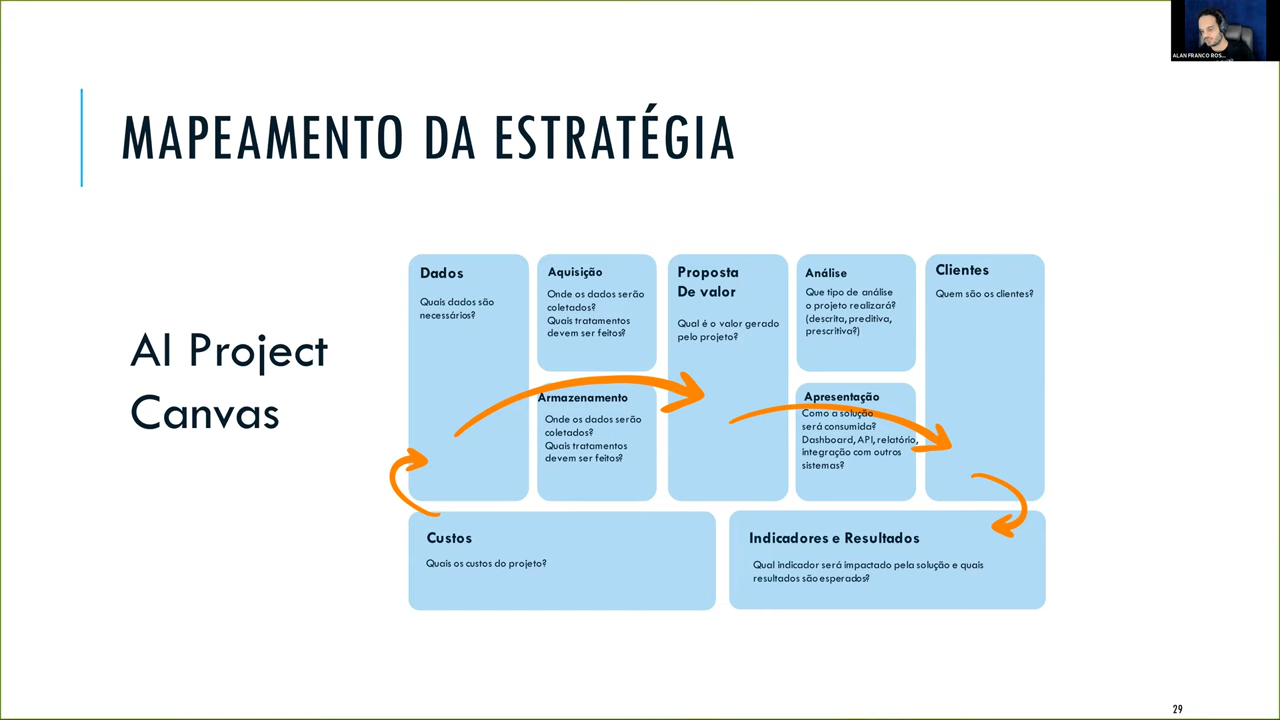 ALAN FRANCO ROS...
MAPEAMENTO DA ESTRATÉGIA
AI Project
Canvas
Dados
Quais dados são
necessários?
Aquisição
Onde os dados serão
coletados?
Quais tratamentos
devem ser feitos?
Armazenamento
Onde os dados serão
coletados?
Quais tratamentos
devem ser feitos?
Proposta
De valor
Qual é o valor gerado
pelo projeto?
Análise
Que tipo de análise
o projeto realizará?
(descrita, preditiva,
prescritiva?)
Apresentação
Como a solução
será consumida?
Dashboard, API, relatório,
integração com outros
sistemas?
Clientes
Quem são os clientes?
Custos
Quais os custos do projeto?
Indicadores e Resultados
Qual indicador será impactado pela solução e quais
resultados são esperados?
29